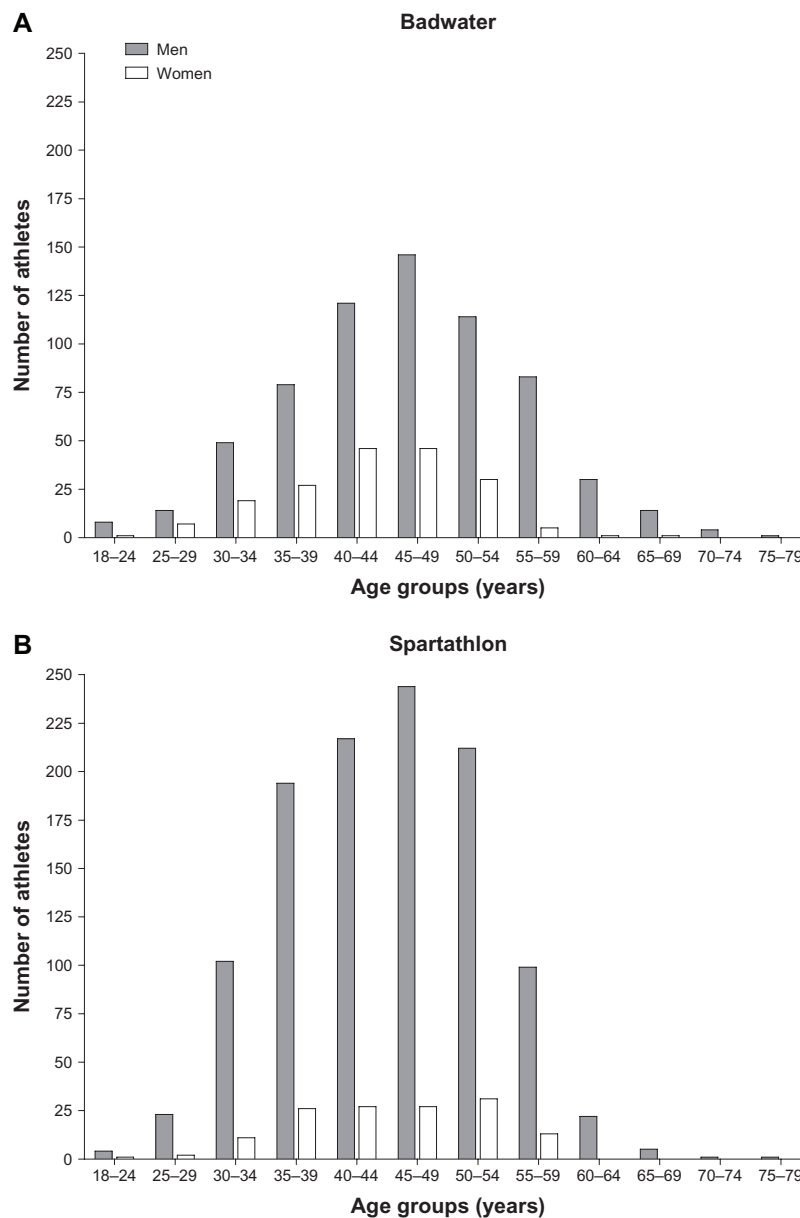 A
Badwater
Men
Women
250
225
200
175
150
125
100
75
50
25
0
Number of athletes
18–24 25–29 30–34 35–39 40–44 45–49 50–54 55–59 60–64 65–69 70–74 75–79
Age groups (years)
B
Spartathlon
250
225
200
175
150
125
100
75
50
25
0
Number of athletes
18–24 25–29 30–34 35–39 40–44 45–49 50–54 55–59 60–64 65–69 70–74 75–79
Age groups (years)